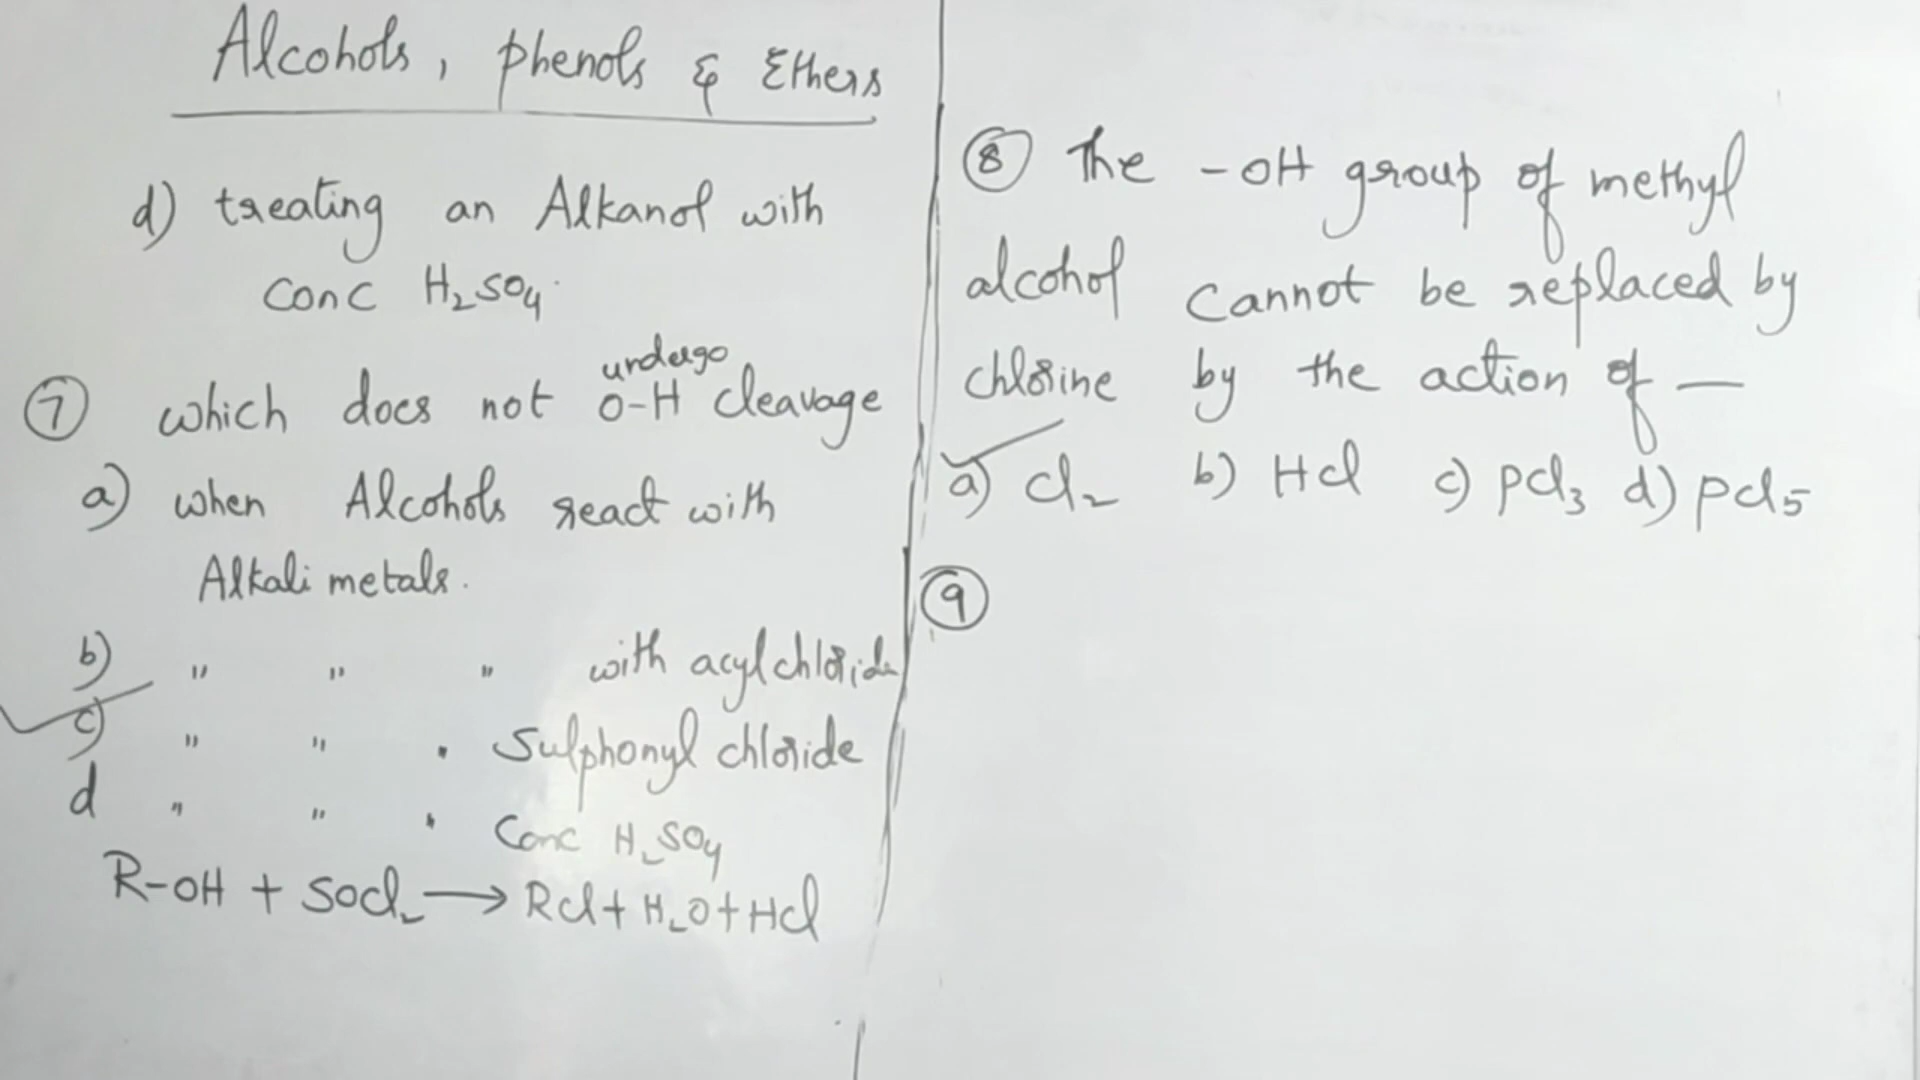 Alcohols, phenols & Ethers
d) treating an Alkanol with
Conc H₂SO₄.
undergo
⑦ which does not O-H cleavage
a) when Alcohols react with
Alkali metals.
b) " " " with acylchloride
c) " " " Sulphonyl chloride
d " " " Conc H₂SO₄
R-OH + SOCl₂ → RCl + H₂O + HCl
⑧ The -OH group of methyl
alcohol cannot be replaced by
chlorine by the action of —
a) Cl₂ b) HCl c) PCl₃ d) PCl₅
⑨